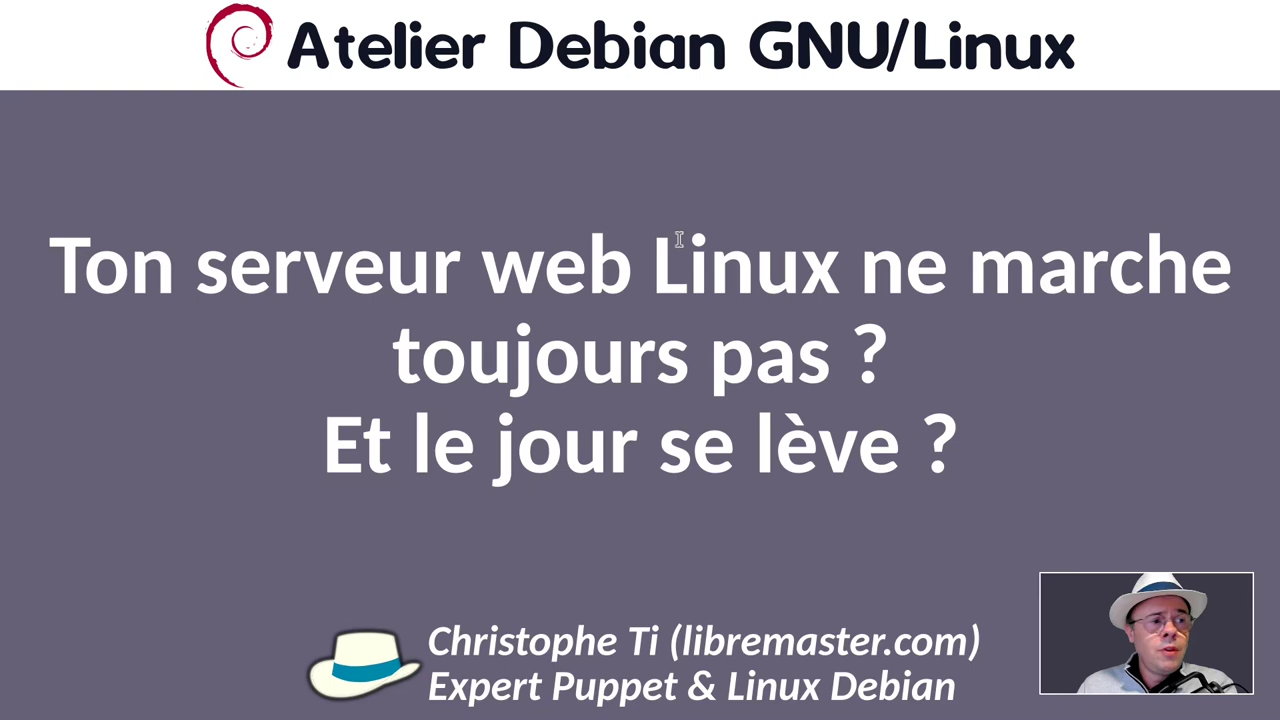 Atelier Debian GNU/Linux
Ton serveur web Linux ne marche
toujours pas ?
Et le jour se lève ?
Christophe Ti (libremaster.com)
Expert Puppet & Linux Debian